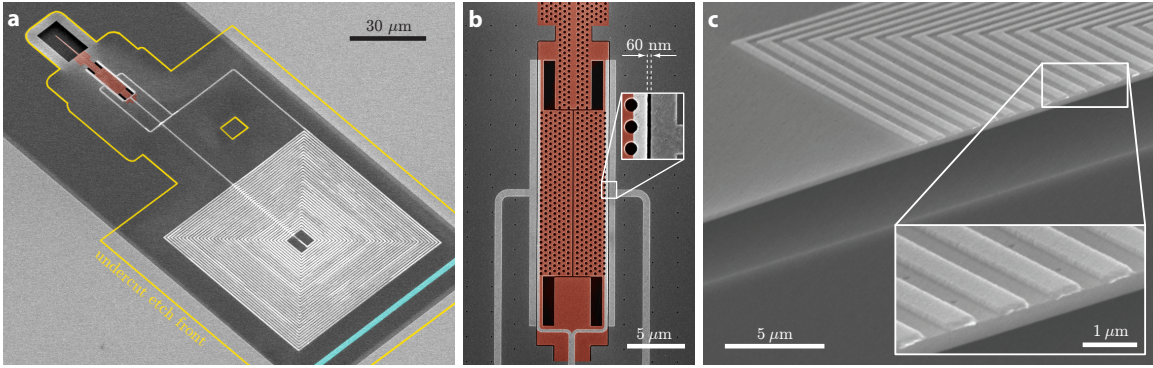 a
30 μm
undercut etch front
b
60 nm
5 μm
c
5 μm
1 μm